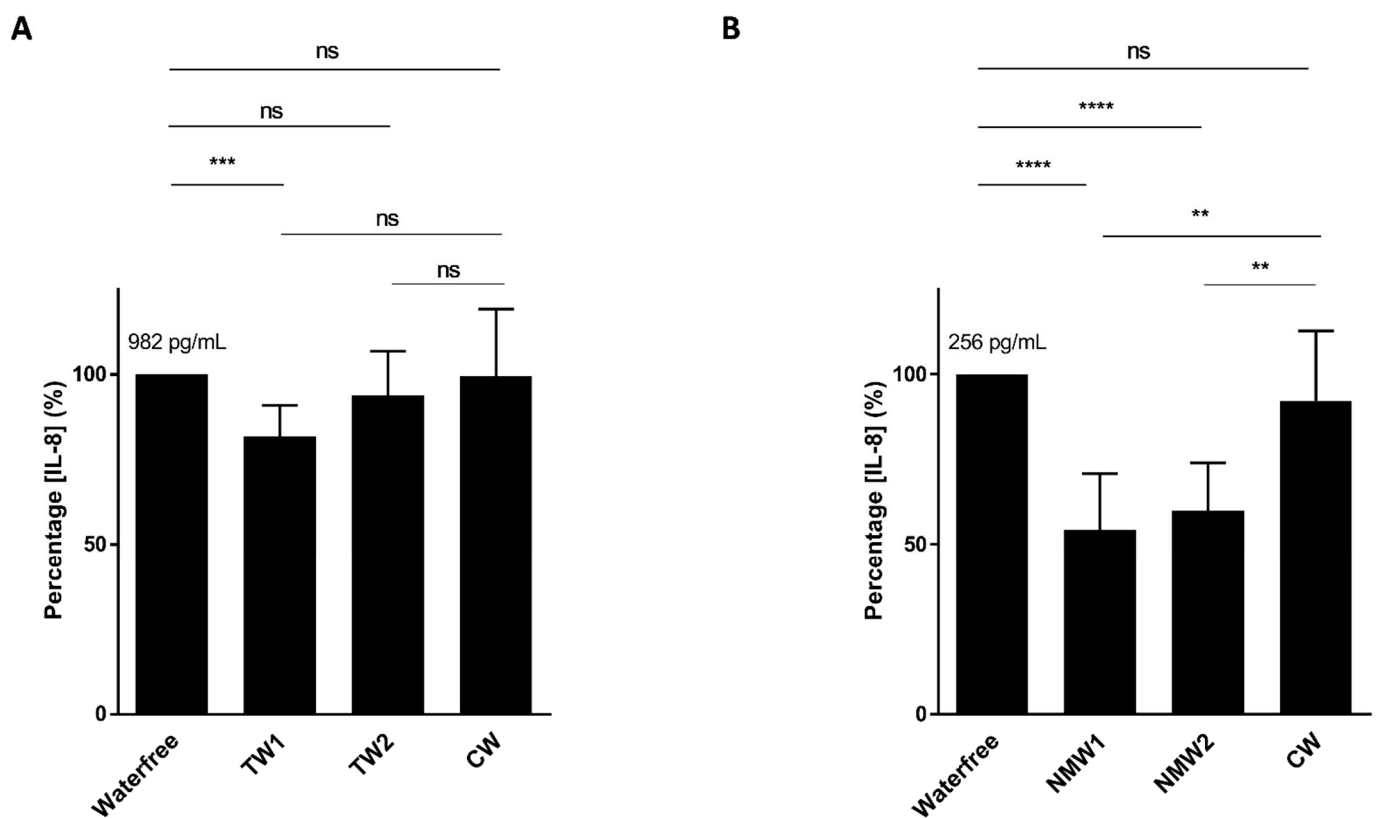 A
ns
ns
***
ns
ns
982 pg/mL
Percentage [IL-8] (%)
100
50
0
Waterfree
TW1
TW2
CW
B
ns
****
****
**
**
256 pg/mL
Percentage [IL-8] (%)
100
50
0
Waterfree
NMW1
NMW2
CW